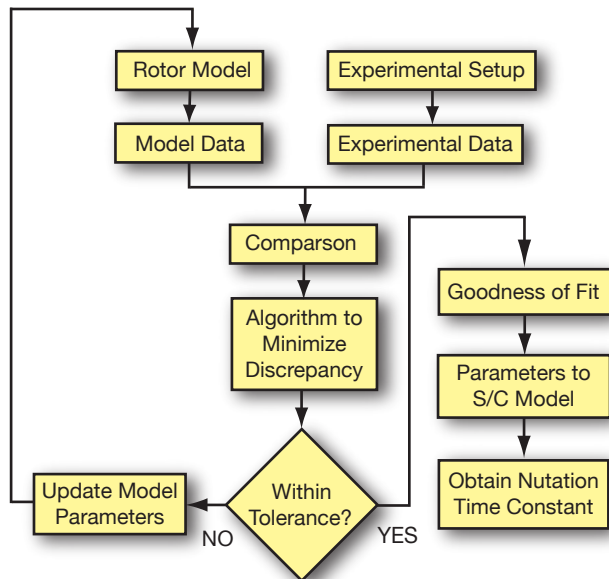 Rotor Model
Experimental Setup
Model Data
Experimental Data
Comparson
Algorithm to
Minimize
Discrepancy
Within
Tolerance?
NO
YES
Update Model
Parameters
Goodness of Fit
Parameters to
S/C Model
Obtain Nutation
Time Constant